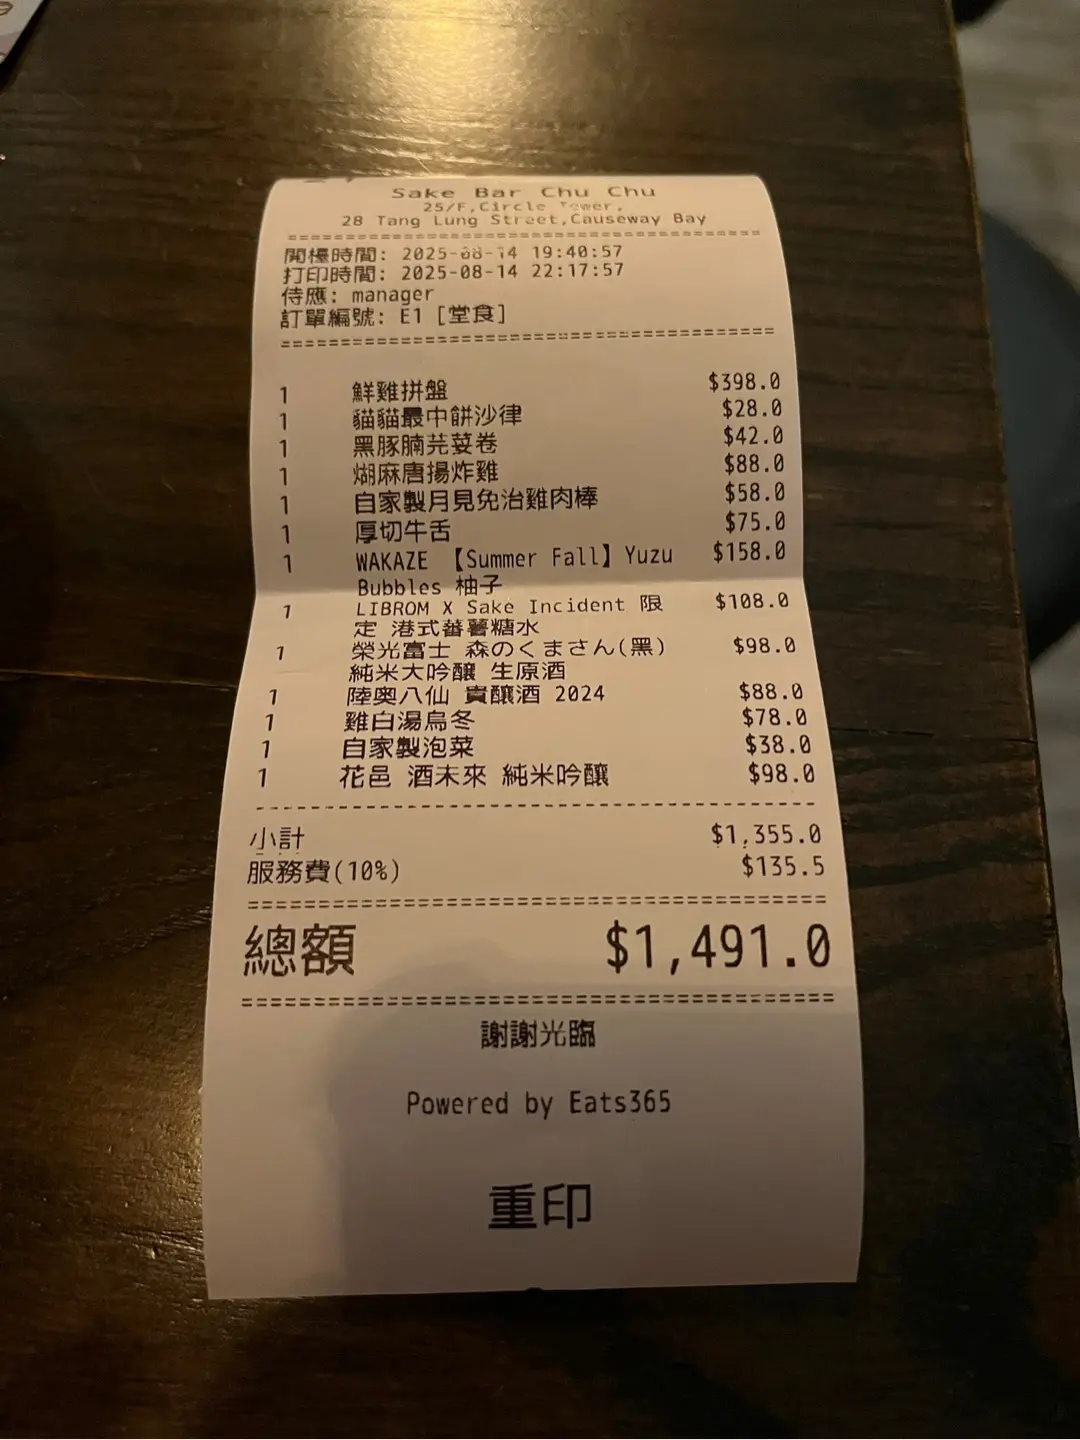 Sake Bar Chu Chu
25/F,Circle Tower,
28 Tang Lung Street,Causeway Bay
開檯時間: 2025-08-14 19:40:57
打印時間: 2025-08-14 22:17:57
侍應: manager
訂單編號: E1 [堂食]
1 鮮雞拼盤 $398.0
1 貓貓最中餅沙律 $28.0
1 黑豚腩芫荽卷 $42.0
1 煳麻唐揚炸雞 $88.0
1 自家製月見免治雞肉棒 $58.0
1 厚切牛舌 $75.0
1 WAKAZE 【Summer Fall】Yuzu $158.0
Bubbles 柚子
1 LIBROM X Sake Incident 限 $108.0
定 港式蕃薯糖水
1 榮光富士 森のくまさん(黑) $98.0
純米大吟釀 生原酒
1 陸奧八仙 貴釀酒 2024 $88.0
1 雞白湯烏冬 $78.0
1 自家製泡菜 $38.0
1 花邑 酒未來 純米吟釀 $98.0
小計 $1,355.0
服務費(10%) $135.5
總額 $1,491.0
謝謝光臨
Powered by Eats365
重印